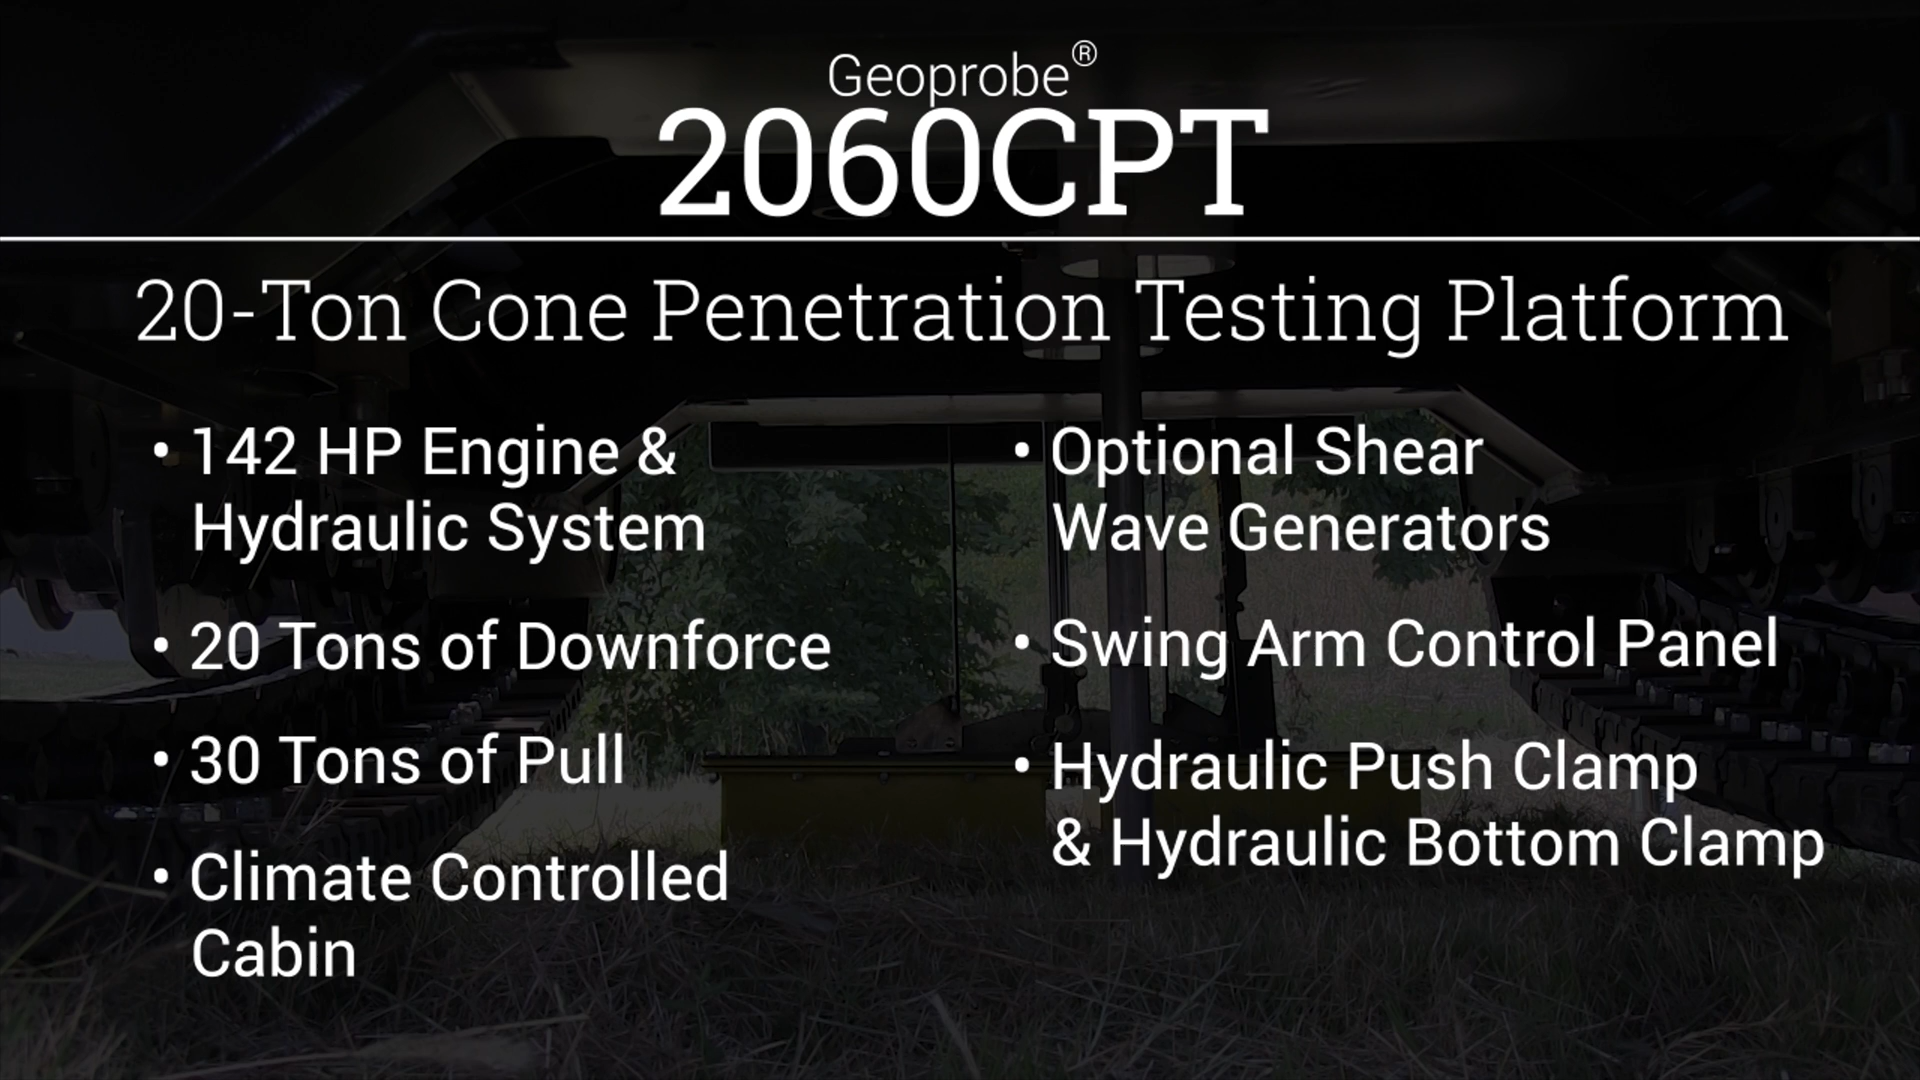 Geoprobe®
2060CPT
20-Ton Cone Penetration Testing Platform
• 142 HP Engine &
Hydraulic System
• 20 Tons of Downforce
• 30 Tons of Pull
• Climate Controlled
Cabin
• Optional Shear
Wave Generators
• Swing Arm Control Panel
• Hydraulic Push Clamp
& Hydraulic Bottom Clamp